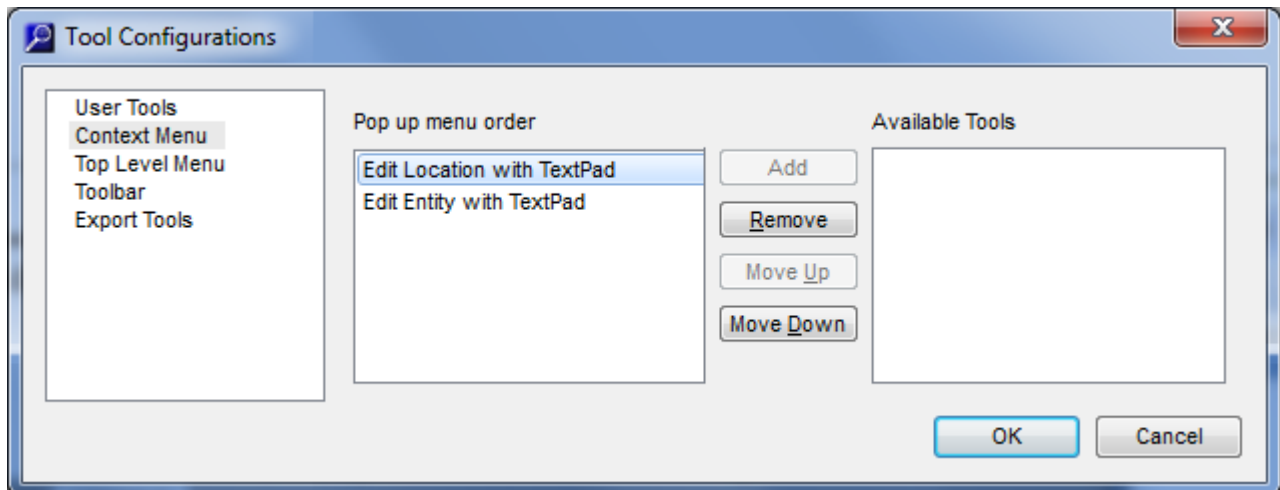 Tool Configurations
User Tools
Context Menu
Top Level Menu
Toolbar
Export Tools
Pop up menu order
Edit Location with TextPad
Edit Entity with TextPad
Add
Remove
Move Up
Move Down
Available Tools
OK
Cancel